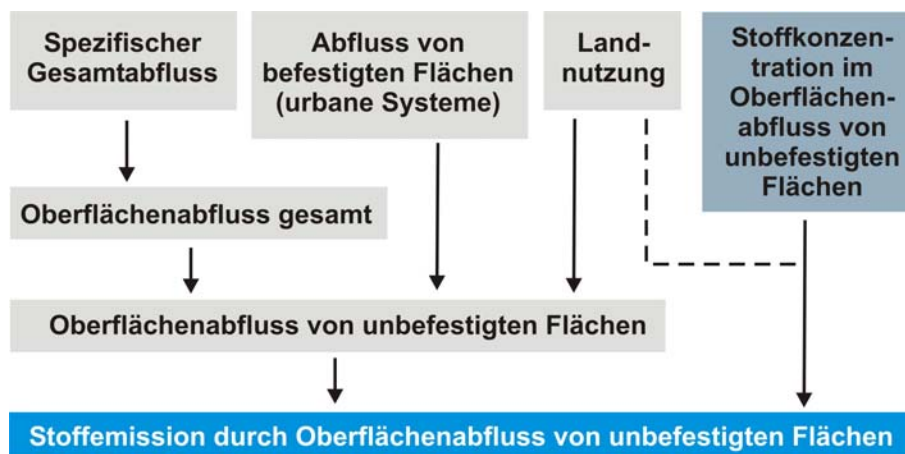 Spezifischer
Gesamtabfluss
Abfluss von
befestigten Flächen
(urbane Systeme)
Land-
nutzung
Stoffkonzen-
tration im
Oberflächen-
abfluss von
unbefestigten
Flächen
Oberflächenabfluss gesamt
Oberflächenabfluss von unbefestigten Flächen
Stoffemission durch Oberflächenabfluss von unbefestigten Flächen